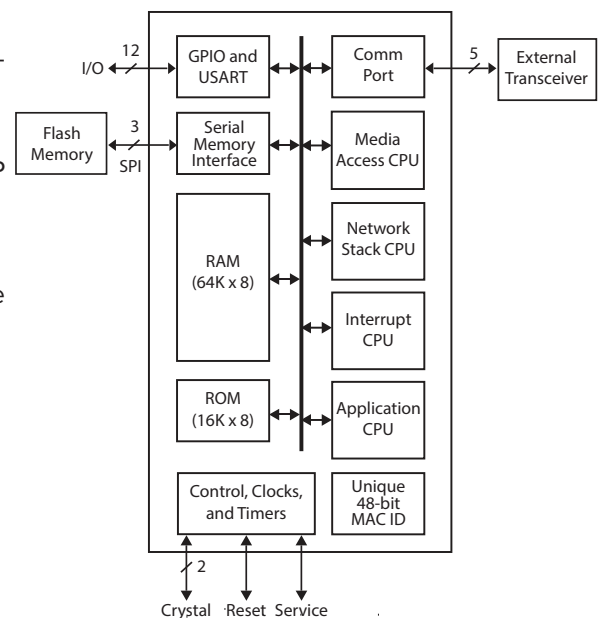 12
I/O
GPIO and
USART
Comm
Port
5
External
Transceiver
Flash
Memory
3
SPI
Serial
Memory
Interface
Media
Access CPU
RAM
(64K x 8)
Network
Stack CPU
Interrupt
CPU
ROM
(16K x 8)
Application
CPU
Control, Clocks,
and Timers
Unique
48-bit
MAC ID
2
Crystal
Reset
Service